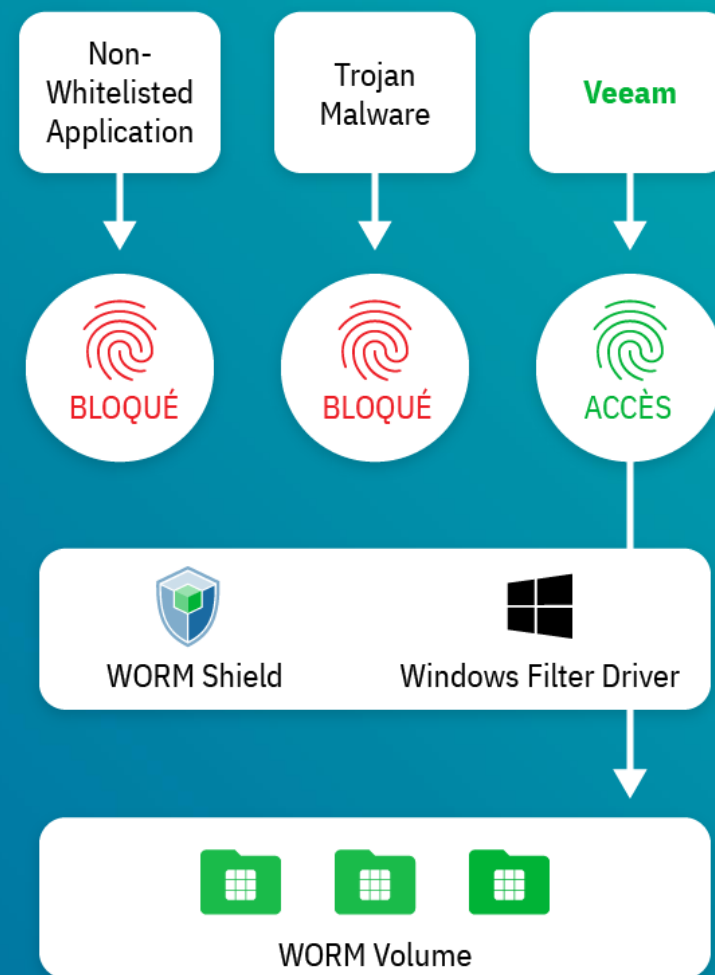 Non-
Whitelisted
Application
Trojan
Malware
Veeam
BLOQUÉ
BLOQUÉ
ACCÈS
WORM Shield
Windows Filter Driver
WORM Volume